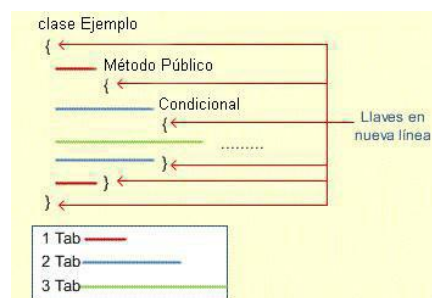 clase Ejemplo
{
Método Público
{
Condicional
{
Llaves en
nueva línea
.........
}
}
}
1 Tab
2 Tab
3 Tab